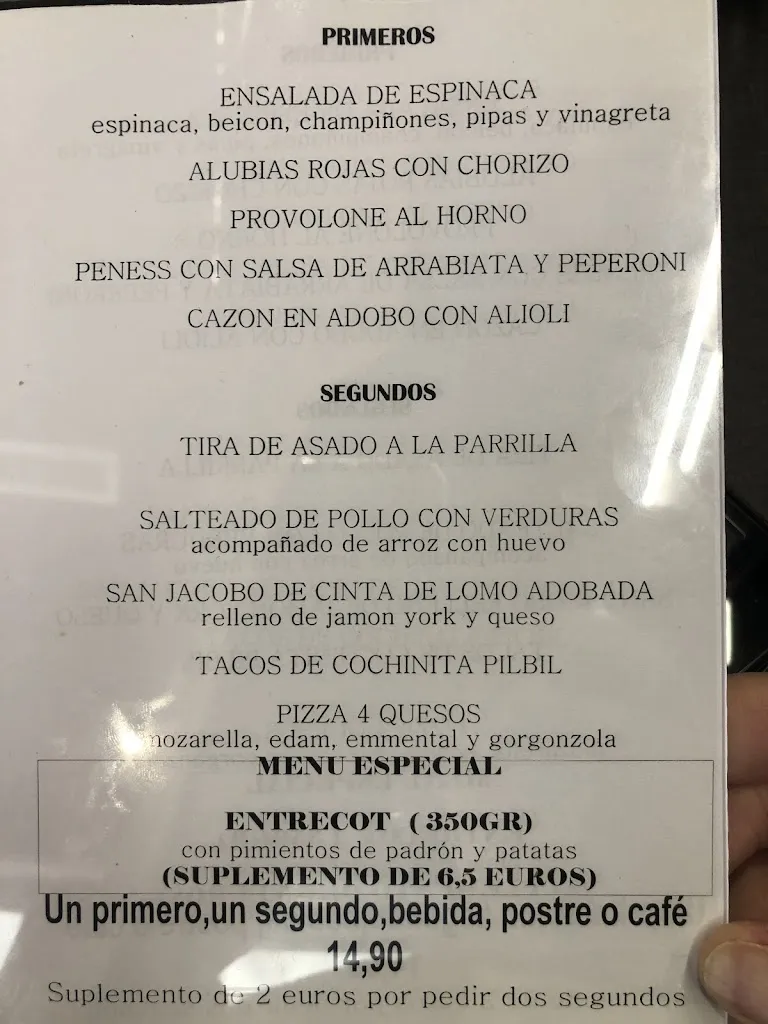 PRIMEROS
ENSALADA DE ESPINACA
espinaca, beicon, champiñones, pipas y vinagreta
ALUBIAS ROJAS CON CHORIZO
PROVOLONE AL HORNO
PENESS CON SALSA DE ARRABIATA Y PEPERONI
CAZON EN ADOBO CON ALIOLI
SEGUNDOS
TIRA DE ASADO A LA PARRILLA
SALTEADO DE POLLO CON VERDURAS
acompañado de arroz con huevo
SAN JACOBO DE CINTA DE LOMO ADOBADA
relleno de jamon york y queso
TACOS DE COCHINITA PILBIL
PIZZA 4 QUESOS
mozarella, edam, emmental y gorgonzola
MENU ESPECIAL
ENTRECOT ( 350GR)
con pimientos de padrón y patatas
(SUPLEMENTO DE 6,5 EUROS)
Un primero,un segundo,bebida, postre o café
14,90
Suplemento de 2 euros por pedir dos segundos